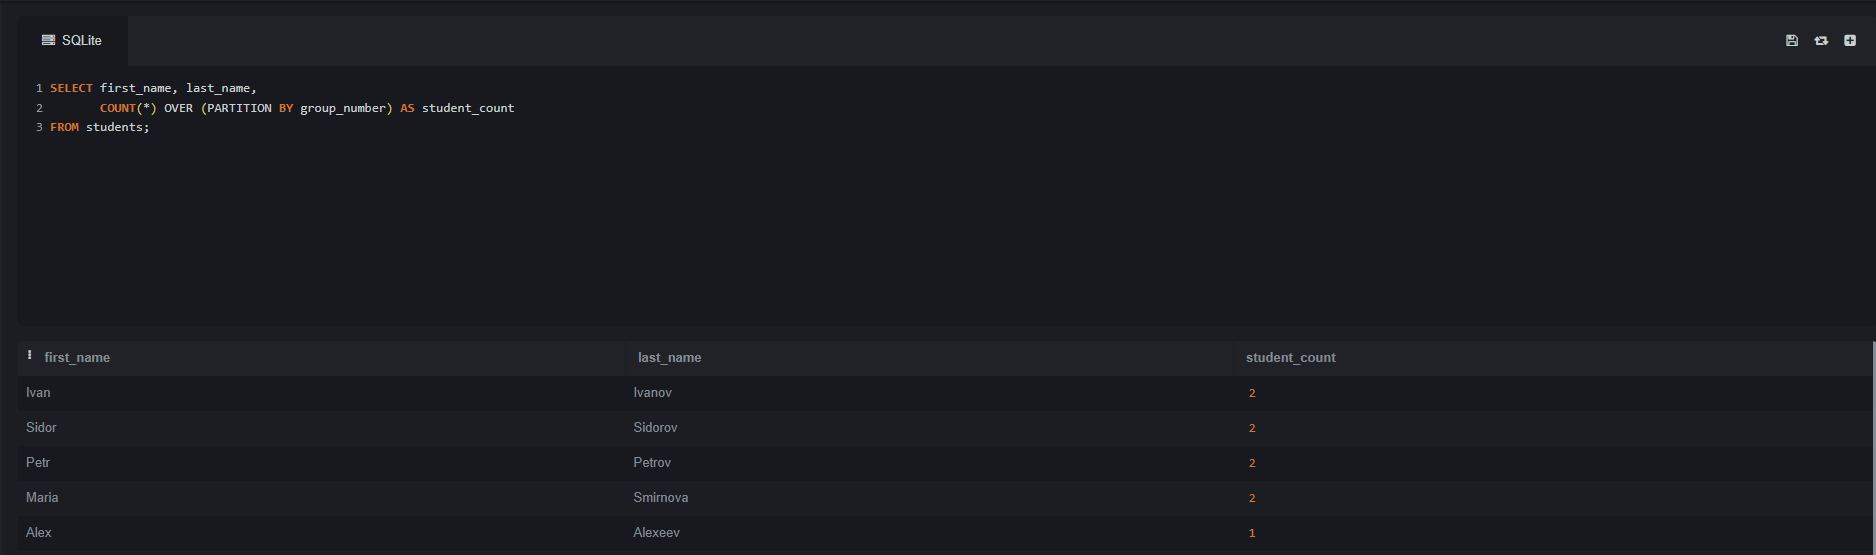 SQLite
1 SELECT first_name, last_name,
2 COUNT(*) OVER (PARTITION BY group_number) AS student_count
3 FROM students;
first_name last_name student_count
Ivan Ivanov 2
Sidor Sidorov 2
Petr Petrov 2
Maria Smirnova 2
Alex Alexeev 1